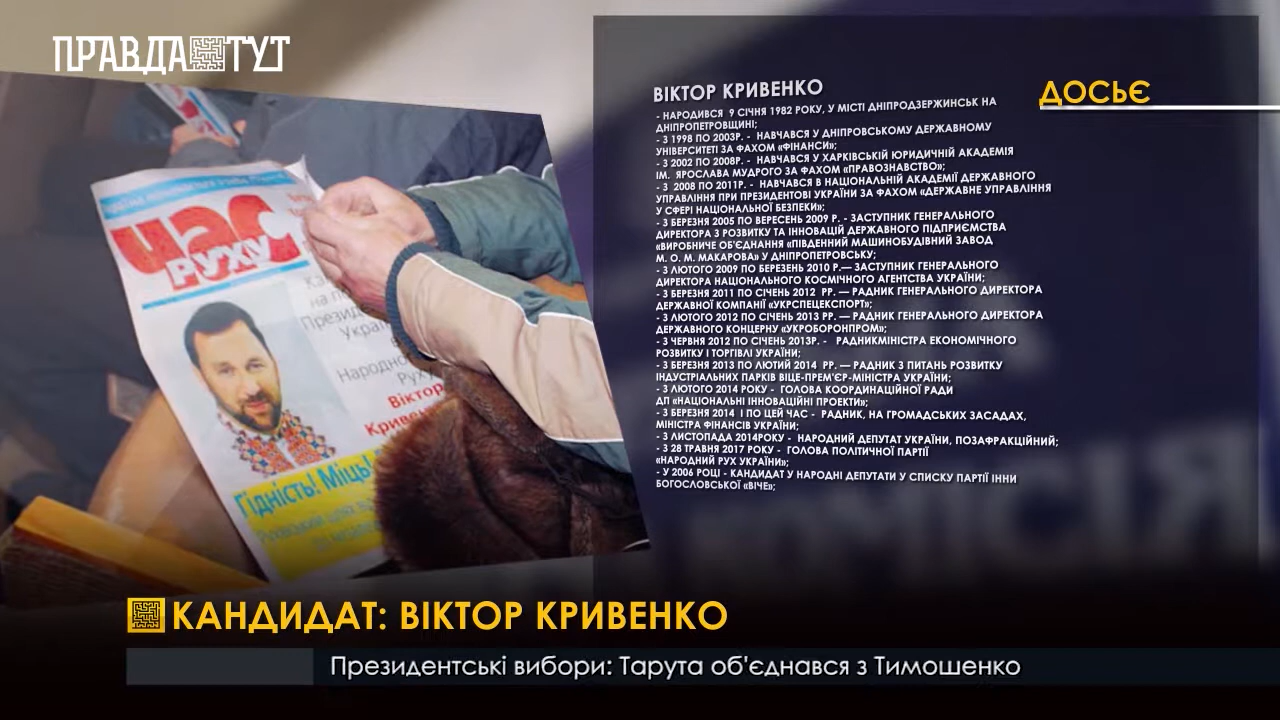 ПРАВДА ТУТ
ДОСЬЄ
ВІКТОР КРИВЕНКО
- НАРОДИВСЯ 9 СІЧНЯ 1982 РОКУ, У МІСТІ ДНІПРОДЗЕРЖИНСЬК НА
ДНІПРОПЕТРОВЩИНІ;
- З 1998 ПО 2003Р. - НАВЧАВСЯ У ДНІПРОВСЬКОМУ ДЕРЖАВНОМУ
УНІВЕРСИТЕТІ ЗА ФАХОМ «ФІНАНСИ»;
- З 2002 ПО 2008Р. - НАВЧАВСЯ У ХАРКІВСЬКІЙ ЮРИДИЧНІЙ АКАДЕМІЯ
ІМ. ЯРОСЛАВА МУДРОГО ЗА ФАХОМ «ПРАВОЗНАВСТВО»;
- З 2008 ПО 2011Р. - НАВЧАВСЯ В НАЦІОНАЛЬНІЙ АКАДЕМІЇ ДЕРЖАВНОГО
УПРАВЛІННЯ ПРИ ПРЕЗИДЕНТОВІ УКРАЇНИ ЗА ФАХОМ «ДЕРЖАВНЕ УПРАВЛІННЯ
У СФЕРІ НАЦІОНАЛЬНОЇ БЕЗПЕКИ»;
- З БЕРЕЗНЯ 2005 ПО ВЕРЕСЕНЬ 2009 Р. - ЗАСТУПНИК ГЕНЕРАЛЬНОГО
ДИРЕКТОРА З РОЗВИТКУ ТА ІННОВАЦІЙ ДЕРЖАВНОГО ПІДПРИЄМСТВА
«ВИРОБНИЧЕ ОБ'ЄДНАННЯ «ПІВДЕННИЙ МАШИНОБУДІВНИЙ ЗАВОД
М. О. М. МАКАРОВА» У ДНІПРОПЕТРОВСЬКУ;
- З ЛЮТОГО 2009 ПО БЕРЕЗЕНЬ 2010 Р.— ЗАСТУПНИК ГЕНЕРАЛЬНОГО
ДИРЕКТОРА НАЦІОНАЛЬНОГО КОСМІЧНОГО АГЕНТСТВА УКРАЇНИ;
- З БЕРЕЗНЯ 2011 ПО СІЧЕНЬ 2012 РР. — РАДНИК ГЕНЕРАЛЬНОГО ДИРЕКТОРА
ДЕРЖАВНОЇ КОМПАНІЇ «УКРСПЕЦЕКСПОРТ»;
- З ЛЮТОГО 2012 ПО СІЧЕНЬ 2013 РР. — РАДНИК ГЕНЕРАЛЬНОГО ДИРЕКТОРА
ДЕРЖАВНОГО КОНЦЕРНУ «УКРОБОРОНПРОМ»;
- З ЧЕРВНЯ 2012 ПО СІЧЕНЬ 2013Р. - РАДНИКМІНІСТРА ЕКОНОМІЧНОГО
РОЗВИТКУ І ТОРГІВЛІ УКРАЇНИ;
- З БЕРЕЗНЯ 2013 ПО ЛЮТИЙ 2014 РР. — РАДНИК З ПИТАНЬ РОЗВИТКУ
ІНДУСТРІАЛЬНИХ ПАРКІВ ВІЦЕ-ПРЕМ'ЄР-МІНІСТРА УКРАЇНИ;
- З ЛЮТОГО 2014 РОКУ - ГОЛОВА КООРДИНАЦІЙНОЇ РАДИ
ДП «НАЦІОНАЛЬНІ ІННОВАЦІЙНІ ПРОЕКТИ»;
- З БЕРЕЗНЯ 2014 І ПО ЦЕЙ ЧАС - РАДНИК, НА ГРОМАДСЬКИХ ЗАСАДАХ,
МІНІСТРА ФІНАНСІВ УКРАЇНИ;
- З ЛИСТОПАДА 2014РОКУ - НАРОДНИЙ ДЕПУТАТ УКРАЇНИ, ПОЗАФРАКЦІЙНИЙ;
- З 28 ТРАВНЯ 2017 РОКУ - ГОЛОВА ПОЛІТИЧНОЇ ПАРТІЇ
«НАРОДНИЙ РУХ УКРАЇНИ»;
- У 2006 РОЦІ - КАНДИДАТ У НАРОДНІ ДЕПУТАТИ У СПИСКУ ПАРТІЇ ІННИ
БОГОСЛОВСЬКОЇ «ВІЧЕ»;
ЧАС
РУХУ
на по
Президе
Україн
Народно
Руху
Віктор
Кривенко
Гідність! Міць!
КАНДИДАТ: ВІКТОР КРИВЕНКО
Президентські вибори: Тарута об'єднався з Тимошенко